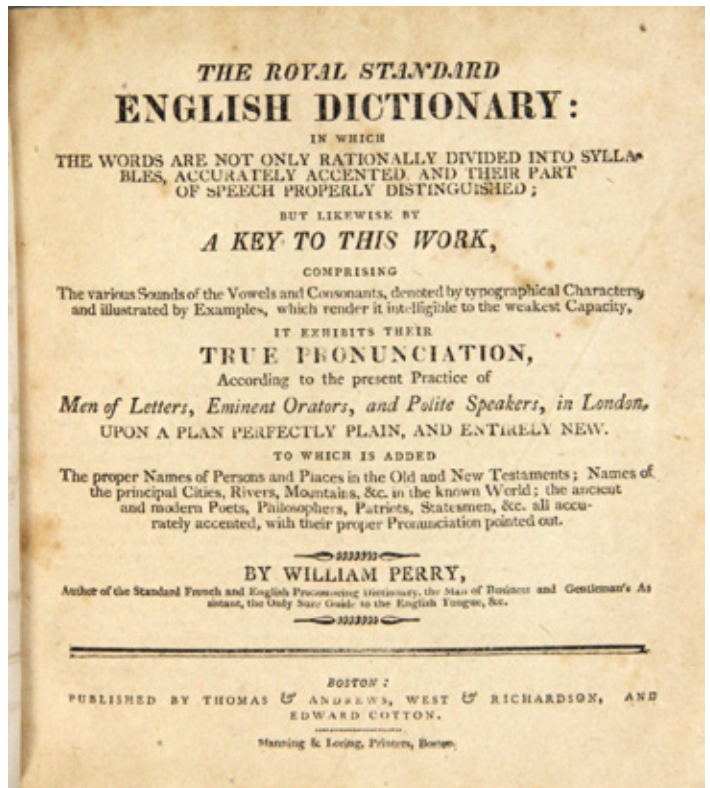 THE ROYAL STANDARD
ENGLISH DICTIONARY:
IN WHICH
THE WORDS ARE NOT ONLY RATIONALLY DIVIDED INTO SYLLA-
BLES, ACCURATELY ACCENTED, AND THEIR PART
OF SPEECH PROPERLY DISTINGUISHED;
BUT LIKEWISE BY
A KEY TO THIS WORK,
COMPRISING
The various Sounds of the Vowels and Consonants, denoted by typographical Characters,
and illustrated by Examples, which render it intelligible to the weakest Capacity,
IT EXHIBITS THEIR
TRUE PRONUNCIATION,
According to the present Practice of
Men of Letters, Eminent Orators, and Polite Speakers, in London,
UPON A PLAN PERFECTLY PLAIN, AND ENTIRELY NEW.
TO WHICH IS ADDED
The proper Names of Persons and Places in the Old and New Testaments; Names of
the principal Cities, Rivers, Mountains, &c. in the known World; the ancient
and modern Poets, Philosophers, Patriots, Statesmen, &c. all accu-
rately accented, with their proper Pronunciation pointed out.
BY WILLIAM PERRY,
Author of the Standard French and English Pronouncing Dictionary, the Man of Business and Gentleman's As
sistant, the Only Sure Guide to the English Tongue, &c.
BOSTON:
PUBLISHED BY THOMAS & ANDREWS, WEST & RICHARDSON, AND
EDWARD COTTON.
Manning & Loring, Printers, Boston.